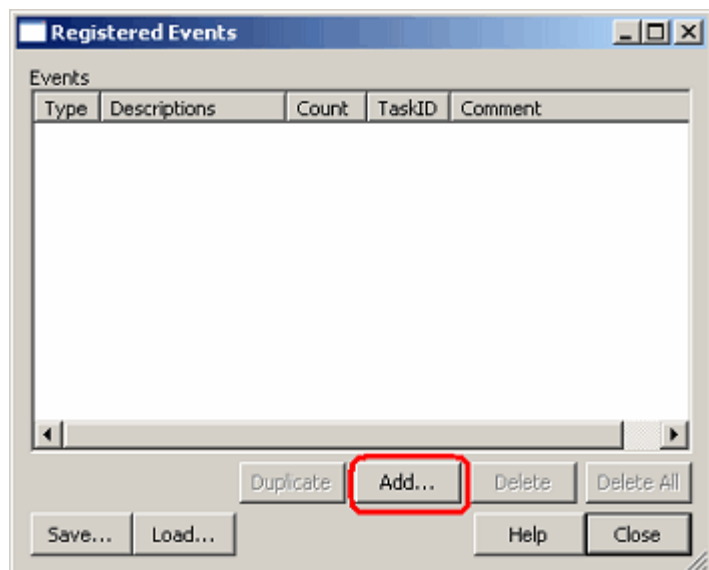 Registered Events
Events
Type Descriptions Count TaskID Comment
Duplicate Add... Delete Delete All
Save... Load... Help Close